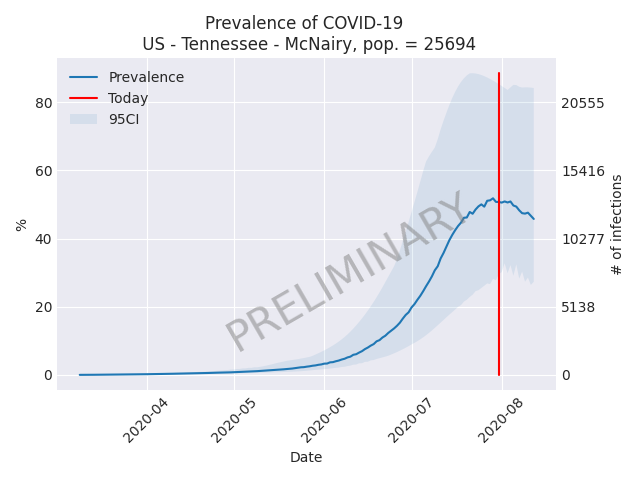 Prevalence of COVID-19
US - Tennessee - McNairy, pop. = 25694
Prevalence
Today
95CI
PRELIMINARY
%
80
60
40
20
0
# of infections
20555
15416
10277
5138
0
2020-04
2020-05
2020-06
2020-07
2020-08
Date